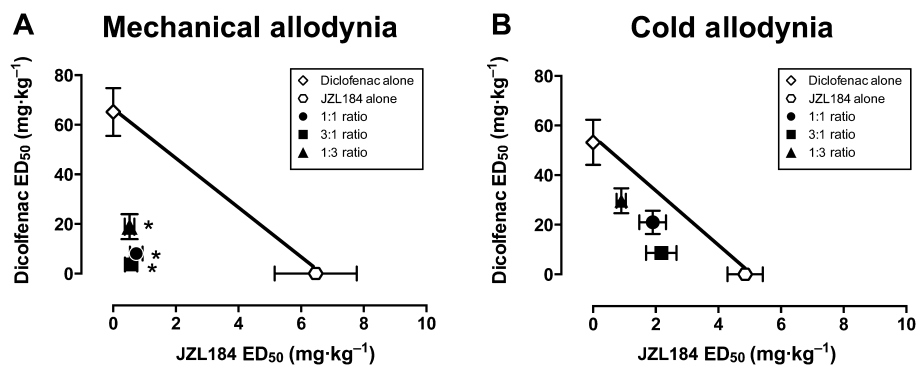 A
Mechanical allodynia
Dicolfenac ED50 (mg·kg–1)
80
60
40
20
0
Diclofenac alone
JZL184 alone
1:1 ratio
3:1 ratio
1:3 ratio
*
*
*
0 2 4 6 8 10
JZL184 ED50 (mg·kg–1)
B
Cold allodynia
Dicolfenac ED50 (mg·kg–1)
80
60
40
20
0
Diclofenac alone
JZL184 alone
1:1 ratio
3:1 ratio
1:3 ratio
0 2 4 6 8 10
JZL184 ED50 (mg·kg–1)